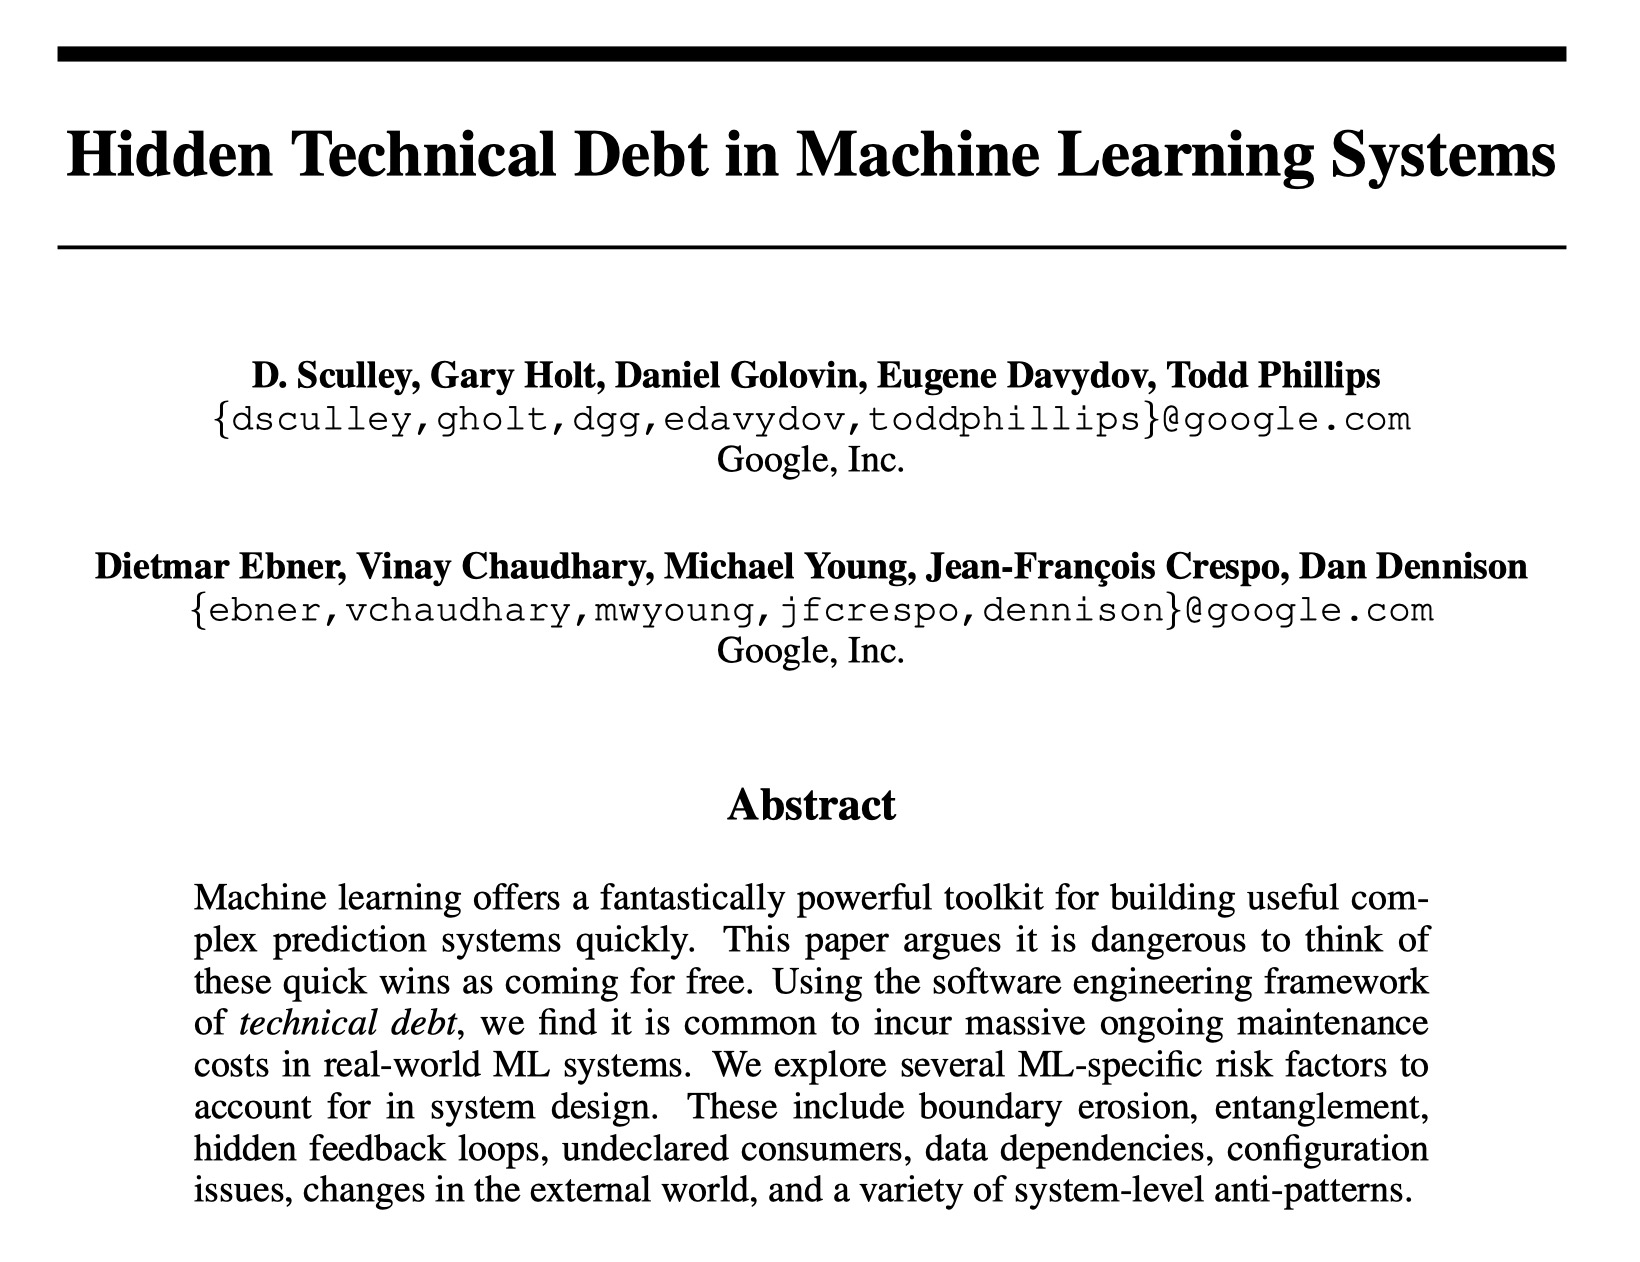 Hidden Technical Debt in Machine Learning Systems
D. Sculley, Gary Holt, Daniel Golovin, Eugene Davydov, Todd Phillips
{dsculley,gholt,dgg,edavydov,toddphillips}@google.com
Google, Inc.
Dietmar Ebner, Vinay Chaudhary, Michael Young, Jean-François Crespo, Dan Dennison
{ebner,vchaudhary,mwyoung,jfcrespo,dennison}@google.com
Google, Inc.
Abstract
Machine learning offers a fantastically powerful toolkit for building useful com-
plex prediction systems quickly. This paper argues it is dangerous to think of
these quick wins as coming for free. Using the software engineering framework
of technical debt, we find it is common to incur massive ongoing maintenance
costs in real-world ML systems. We explore several ML-specific risk factors to
account for in system design. These include boundary erosion, entanglement,
hidden feedback loops, undeclared consumers, data dependencies, configuration
issues, changes in the external world, and a variety of system-level anti-patterns.